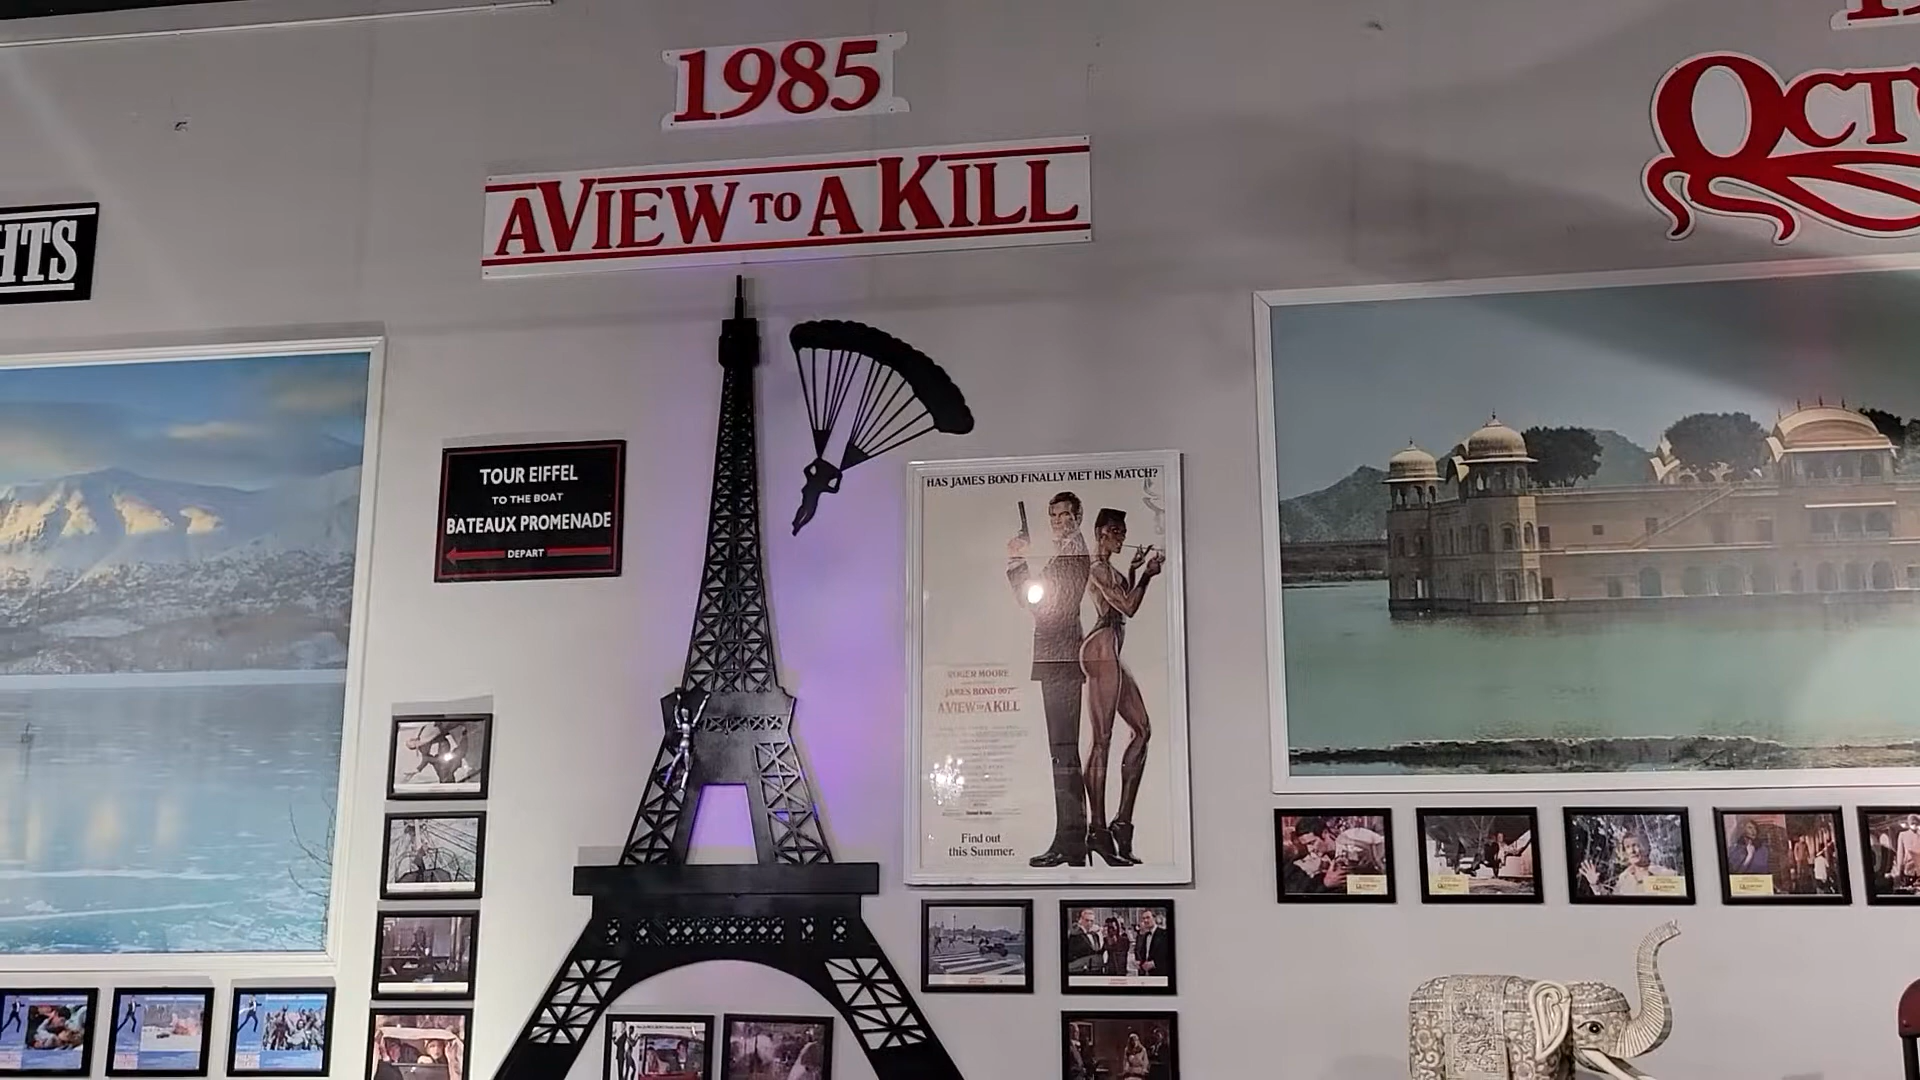 1985
A VIEW TO A KILL
OCT
HTS
TOUR EIFFEL
TO THE BOAT
BATEAUX PROMENADE
DEPART
HAS JAMES BOND FINALLY MET HIS MATCH?
ROGER MOORE
JAMES BOND 007
A VIEW TO A KILL
Find out
this Summer.